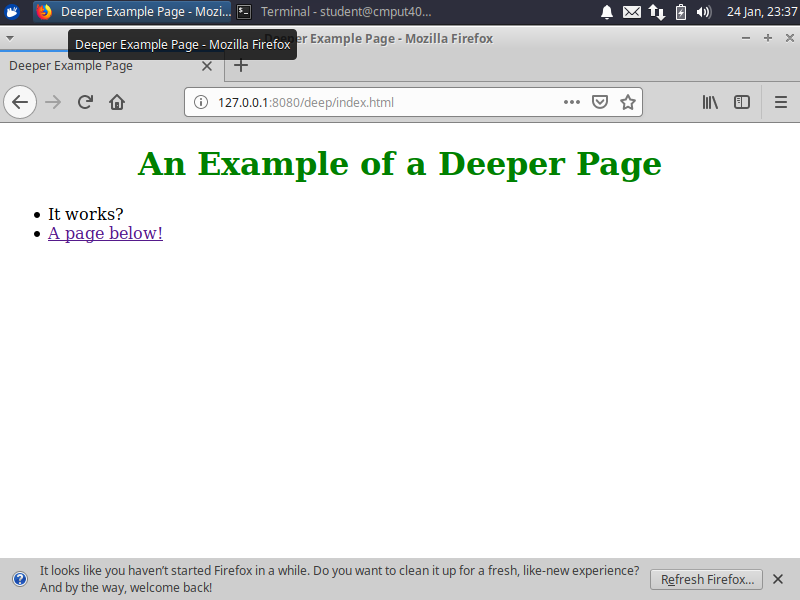 Deeper Example Page - Mozi...
Terminal - student@cmput40...
24 Jan, 23:37
Deeper Example Page - Mozilla Firefox
Deeper Example Page - Mozilla Firefox
Deeper Example Page
127.0.0.1:8080/deep/index.html
An Example of a Deeper Page
• It works?
• A page below!
It looks like you haven’t started Firefox in a while. Do you want to clean it up for a fresh, like-new experience?
And by the way, welcome back!
Refresh Firefox...